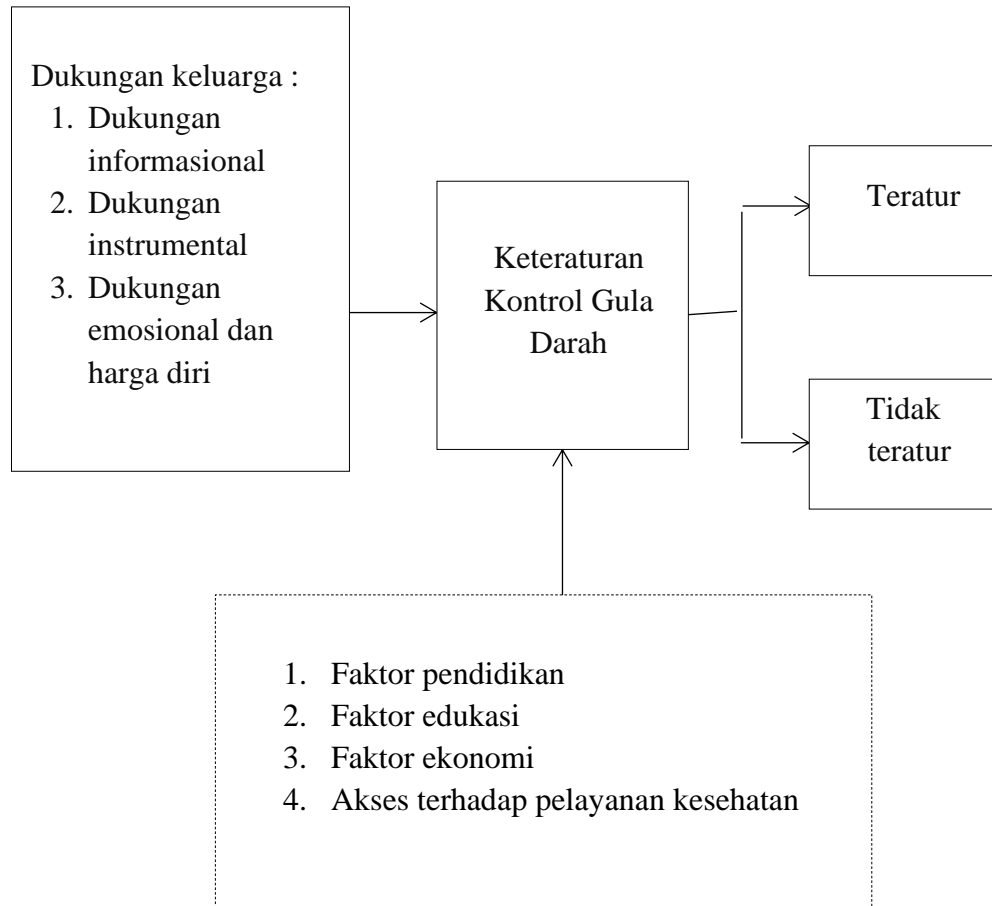 Dukungan keluarga :
1. Dukungan
informasional
2. Dukungan
instrumental
3. Dukungan
emosional dan
harga diri
Keteraturan
Kontrol Gula
Darah
Teratur
Tidak
teratur
1. Faktor pendidikan
2. Faktor edukasi
3. Faktor ekonomi
4. Akses terhadap pelayanan kesehatan